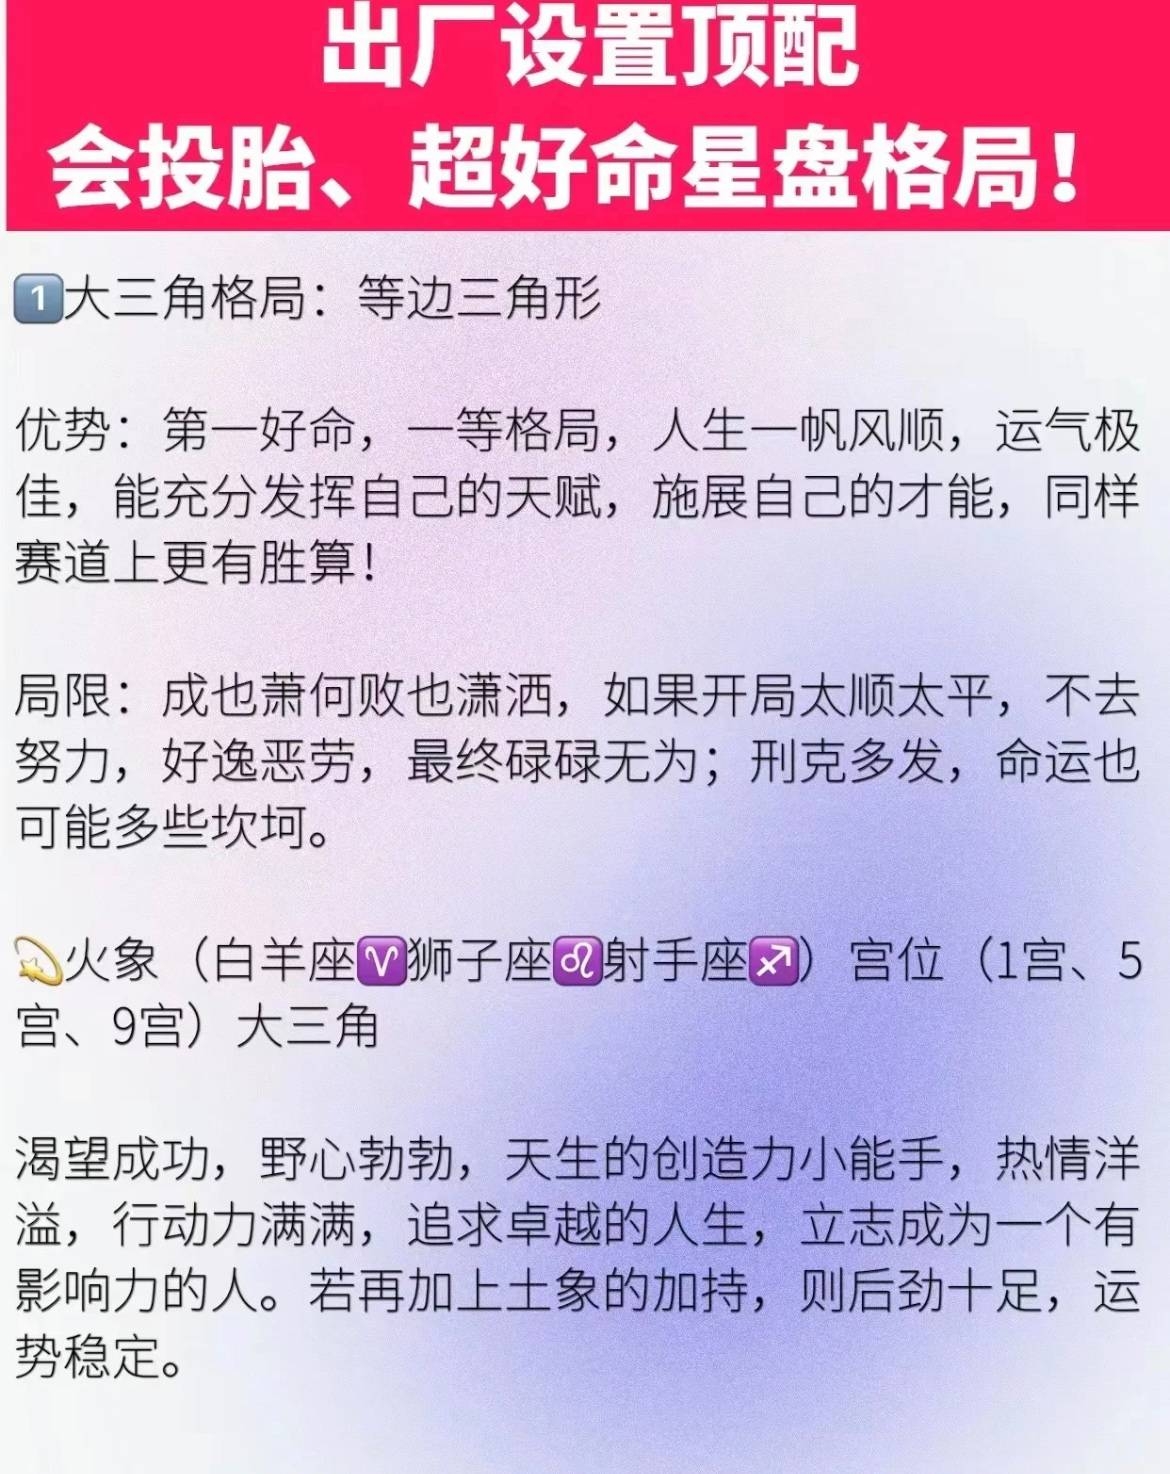 出厂设置顶配
会投胎、超好命星盘格局！
1️⃣大三角格局：等边三角形
优势：第一好命，一等格局，人生一帆风顺，运气极
佳，能充分发挥自己的天赋，施展自己的才能，同样
赛道上更有胜算！
局限：成也萧何败也潇洒，如果开局太顺太平，不去
努力，好逸恶劳，最终碌碌无为；刑克多发，命运也
可能多些坎坷。
💫火象（白羊座♈狮子座♌射手座♐）宫位（1宫、5
宫、9宫）大三角
渴望成功，野心勃勃，天生的创造力小能手，热情洋
溢，行动力满满，追求卓越的人生，立志成为一个有
影响力的人。若再加上土象的加持，则后劲十足，运
势稳定。